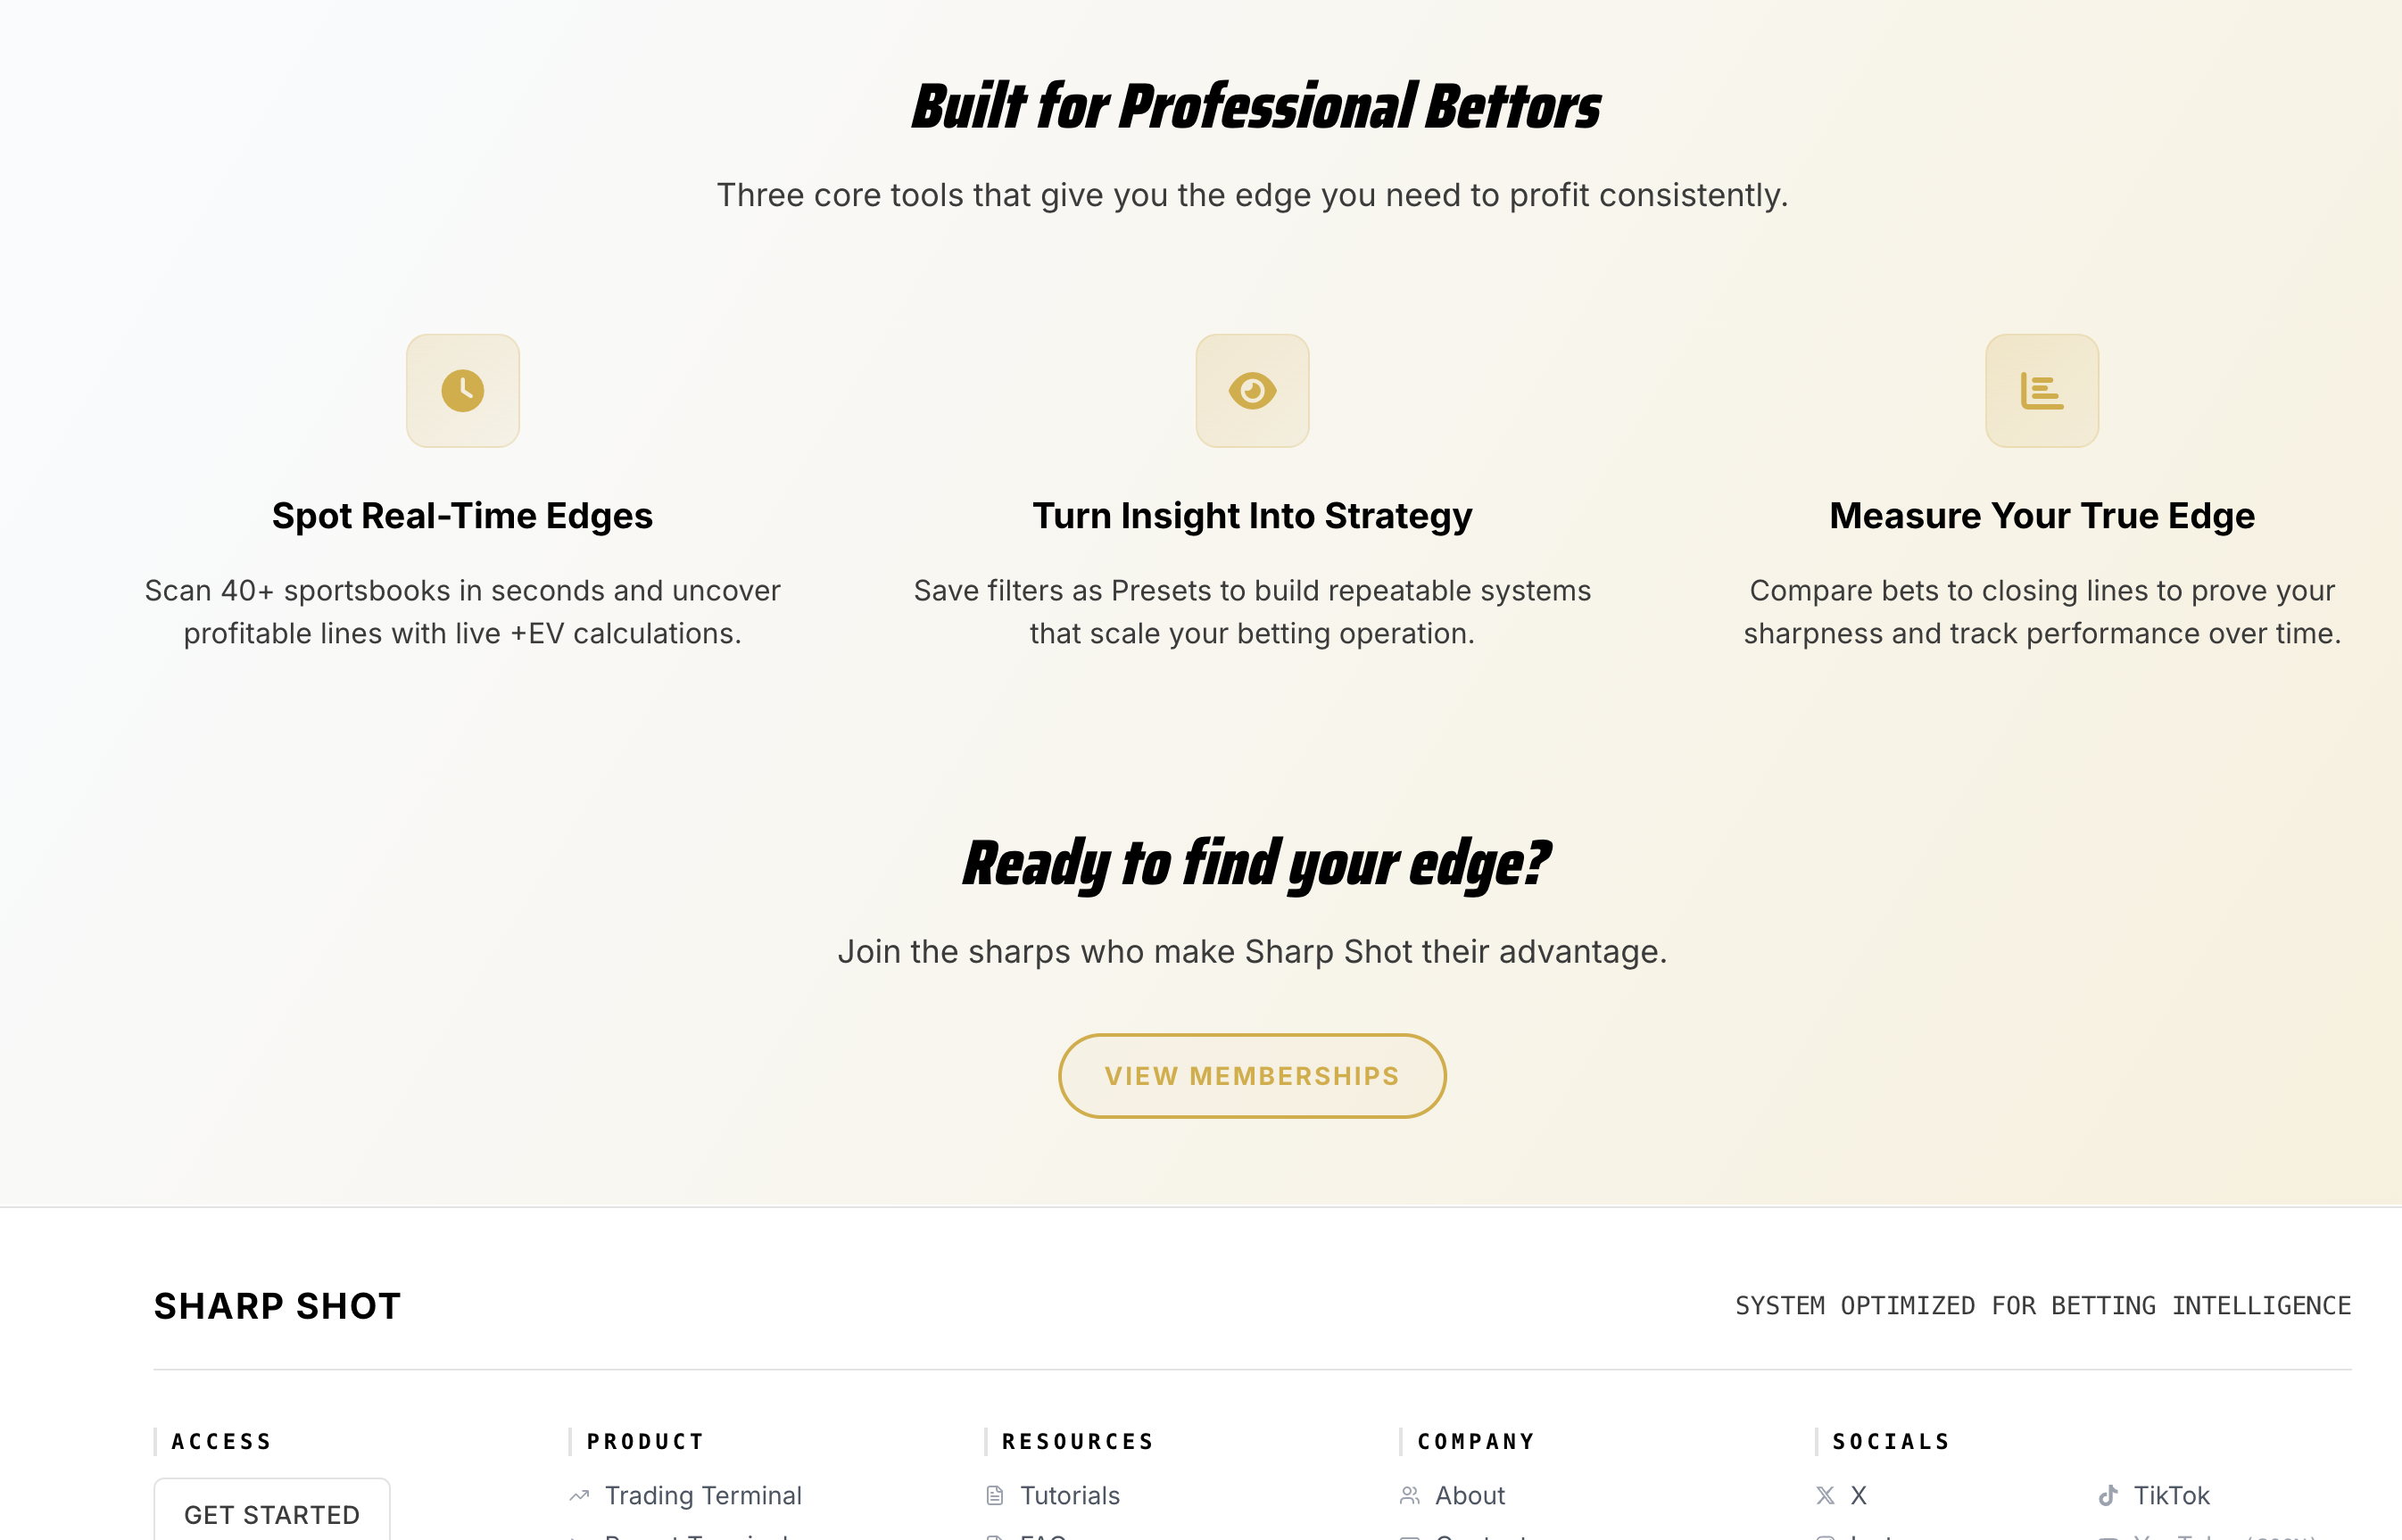 Built for Professional Bettors
Three core tools that give you the edge you need to profit consistently.
Spot Real-Time Edges
Scan 40+ sportsbooks in seconds and uncover
profitable lines with live +EV calculations.
Turn Insight Into Strategy
Save filters as Presets to build repeatable systems
that scale your betting operation.
Measure Your True Edge
Compare bets to closing lines to prove your
sharpness and track performance over time.
Ready to find your edge?
Join the sharps who make Sharp Shot their advantage.
VIEW MEMBERSHIPS
SHARP SHOT
SYSTEM OPTIMIZED FOR BETTING INTELLIGENCE
ACCESS
GET STARTED
PRODUCT
Trading Terminal
RESOURCES
Tutorials
COMPANY
About
SOCIALS
X
TikTok